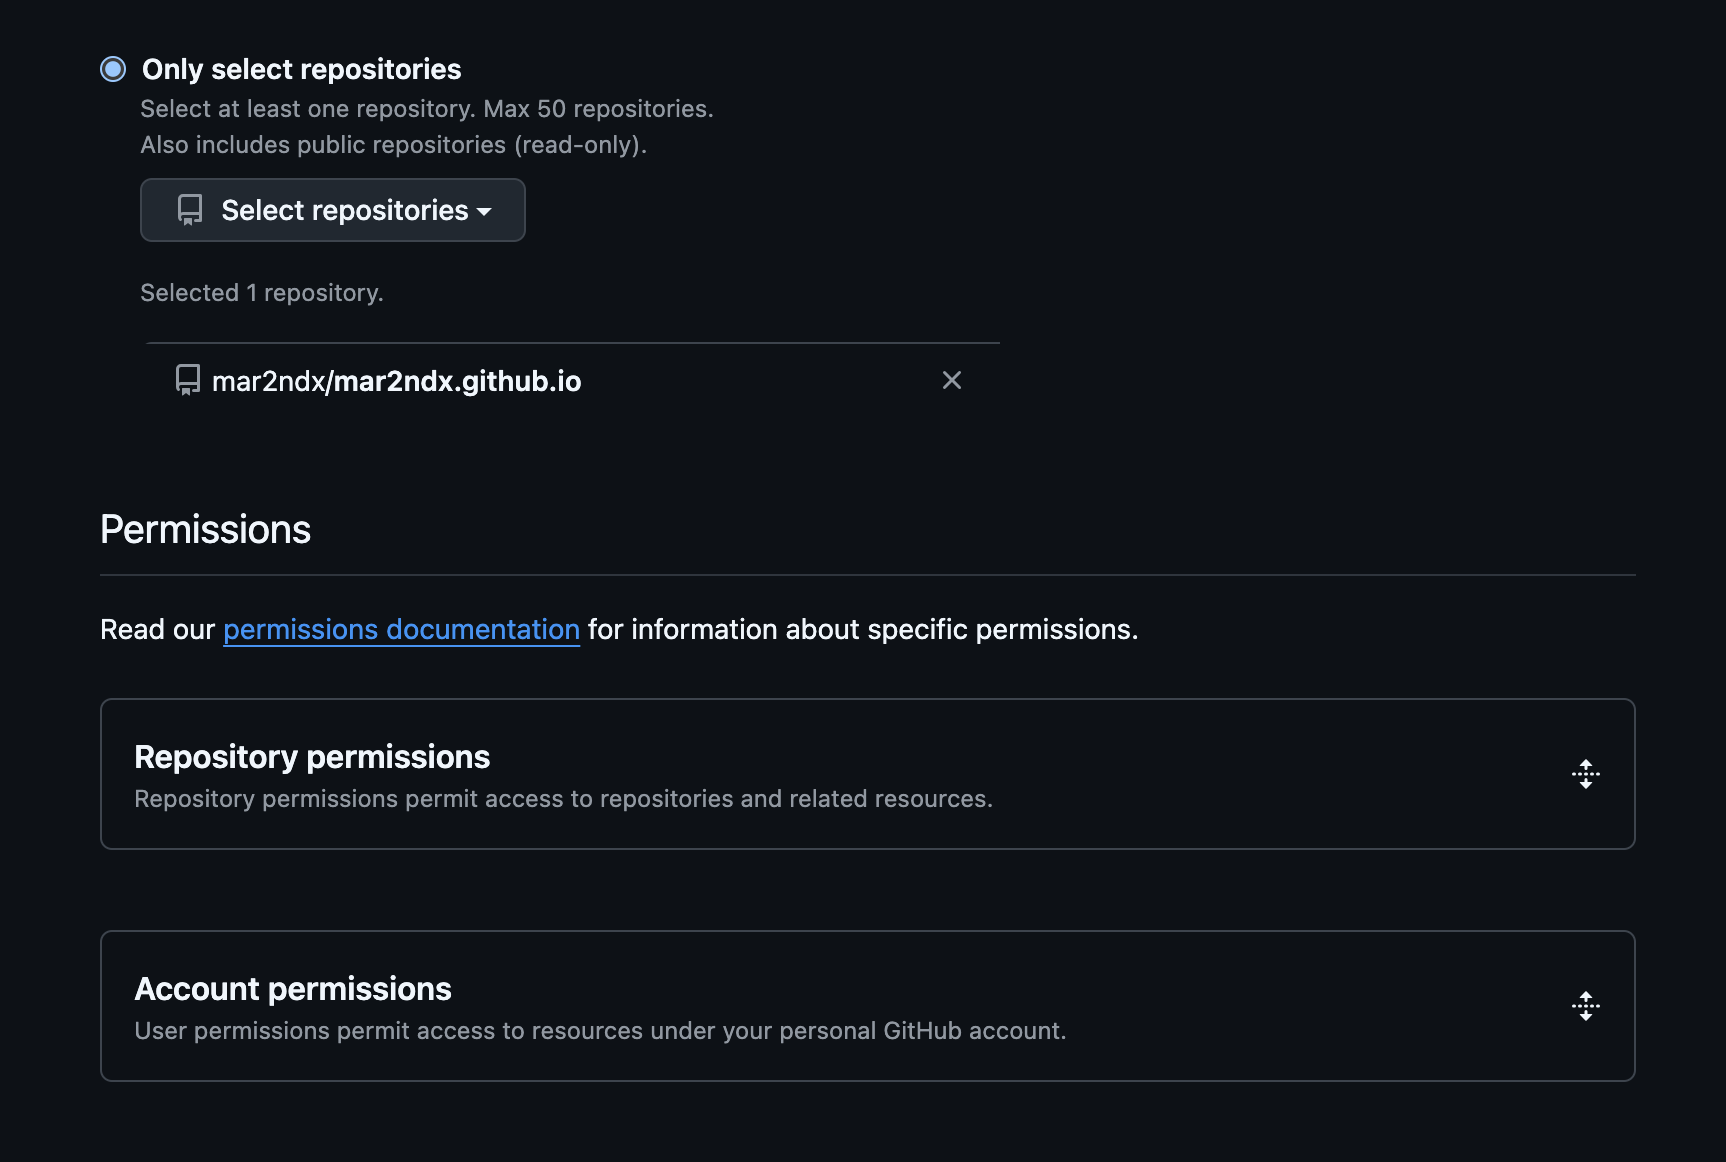 Only select repositories
Select at least one repository. Max 50 repositories.
Also includes public repositories (read-only).
Select repositories
Selected 1 repository.
mar2ndx/mar2ndx.github.io
Permissions
Read our permissions documentation for information about specific permissions.
Repository permissions
Repository permissions permit access to repositories and related resources.
Account permissions
User permissions permit access to resources under your personal GitHub account.